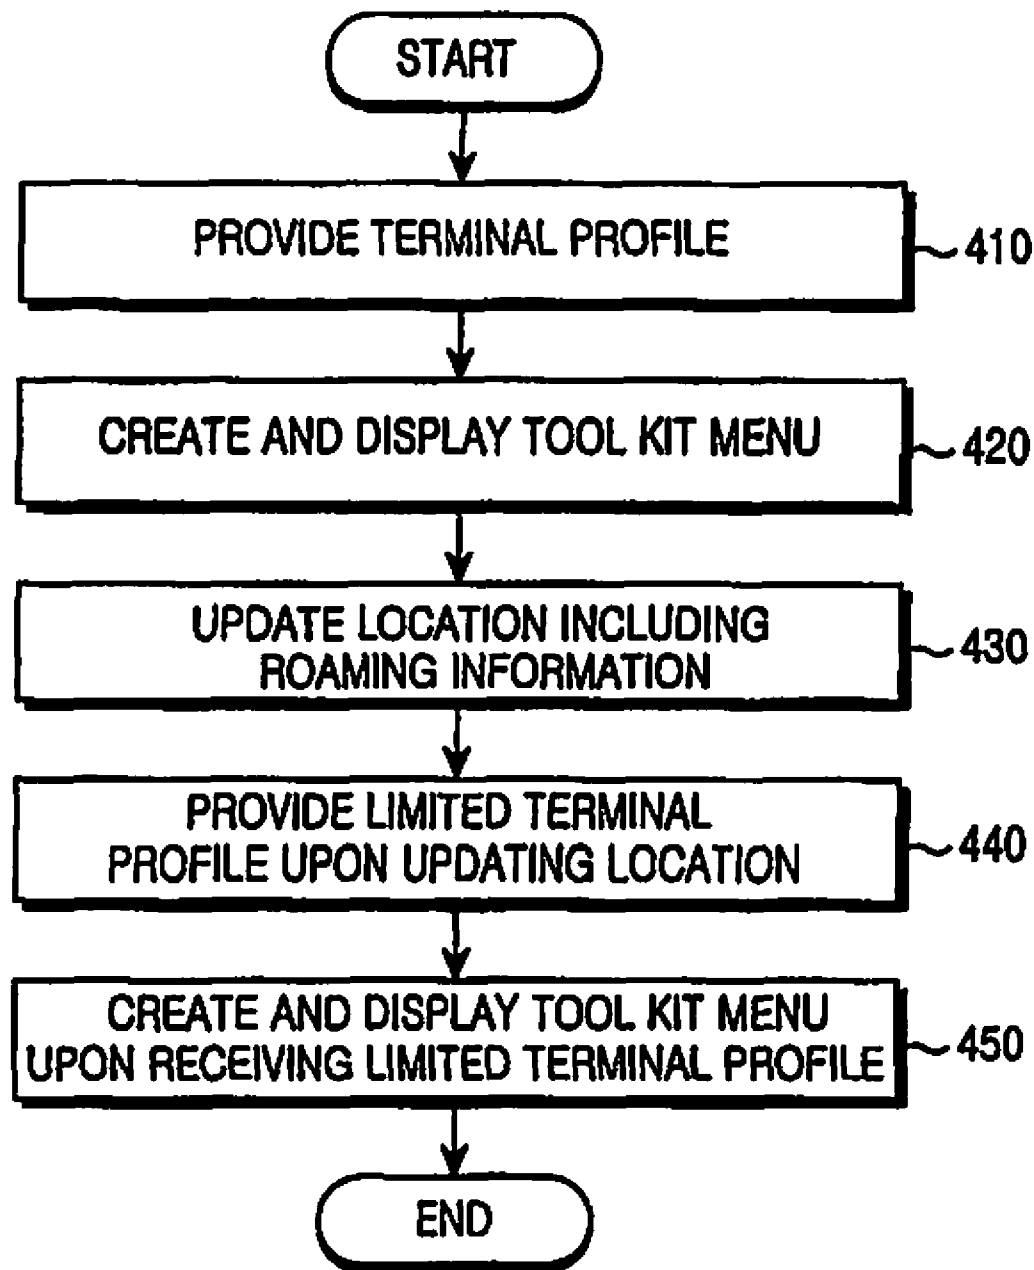 START
PROVIDE TERMINAL PROFILE
410
CREATE AND DISPLAY TOOL KIT MENU
420
UPDATE LOCATION INCLUDING
ROAMING INFORMATION
430
PROVIDE LIMITED TERMINAL
PROFILE UPON UPDATING LOCATION
440
CREATE AND DISPLAY TOOL KIT MENU
UPON RECEIVING LIMITED TERMINAL PROFILE
450
END